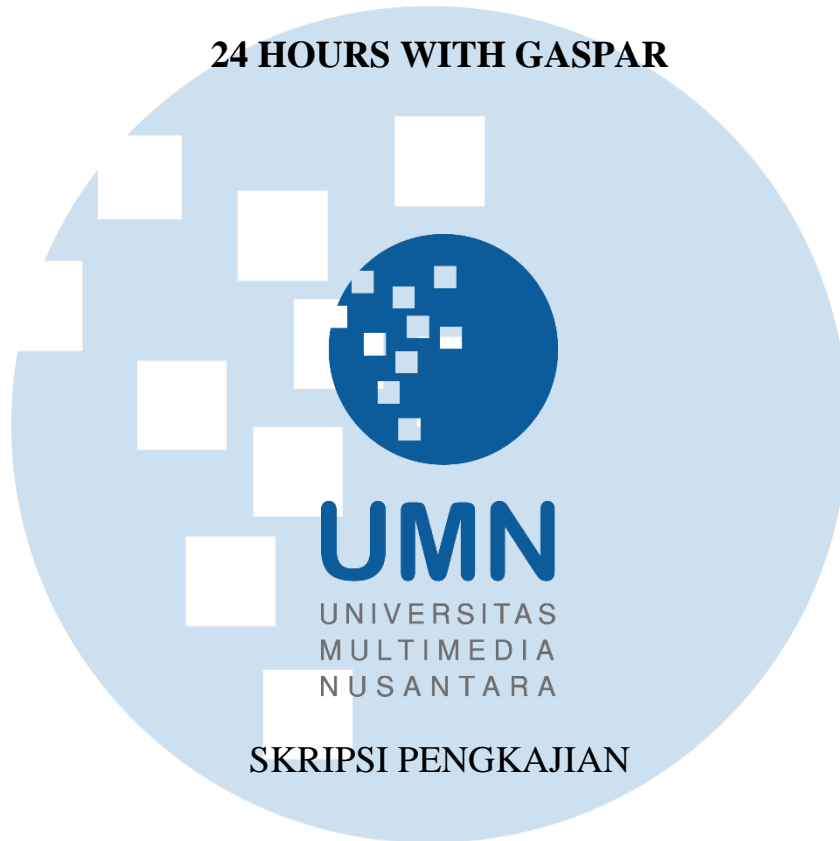 24 HOURS WITH GASPAR
UMN
UNIVERSITAS
MULTIMEDIA
NUSANTARA
SKRIPSI PENGKAJIAN